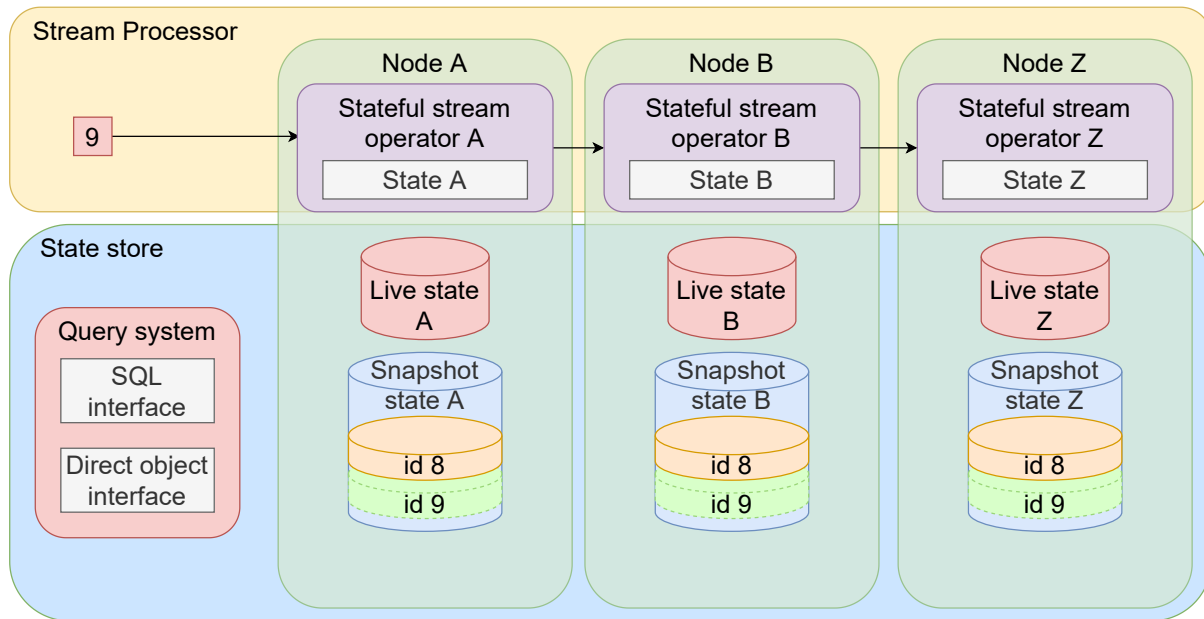 Stream Processor
Node A
Node B
Node Z
9
Stateful stream
operator A
State A
Stateful stream
operator B
State B
Stateful stream
operator Z
State Z
State store
Query system
SQL
interface
Direct object
interface
Live state
A
Live state
B
Live state
Z
Snapshot
state A
id 8
id 9
Snapshot
state B
id 8
id 9
Snapshot
state Z
id 8
id 9